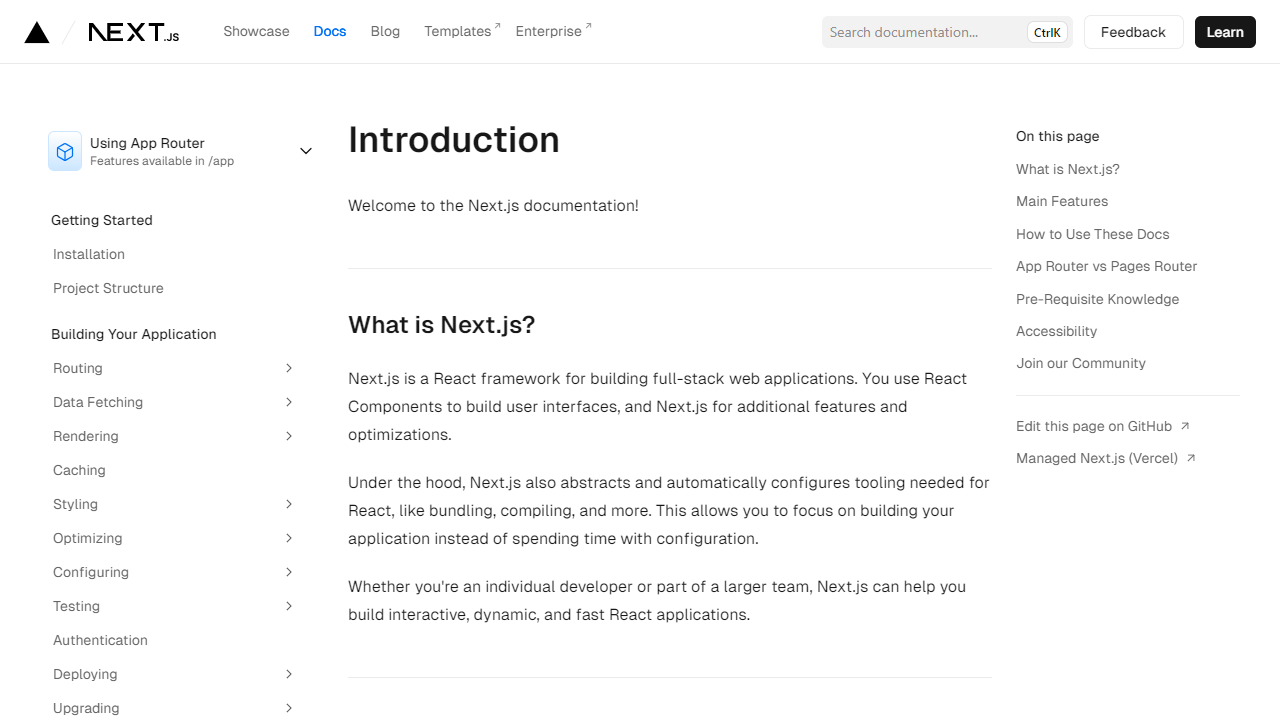 NEXT.JS
Showcase
Docs
Blog
Templates
Enterprise
Search documentation...
CtrlK
Feedback
Learn
Using App Router
Features available in /app
Getting Started
Installation
Project Structure
Building Your Application
Routing
Data Fetching
Rendering
Caching
Styling
Optimizing
Configuring
Testing
Authentication
Deploying
Upgrading
Introduction
Welcome to the Next.js documentation!
What is Next.js?
Next.js is a React framework for building full-stack web applications. You use React
Components to build user interfaces, and Next.js for additional features and
optimizations.
Under the hood, Next.js also abstracts and automatically configures tooling needed for
React, like bundling, compiling, and more. This allows you to focus on building your
application instead of spending time with configuration.
Whether you're an individual developer or part of a larger team, Next.js can help you
build interactive, dynamic, and fast React applications.
On this page
What is Next.js?
Main Features
How to Use These Docs
App Router vs Pages Router
Pre-Requisite Knowledge
Accessibility
Join our Community
Edit this page on GitHub
Managed Next.js (Vercel)